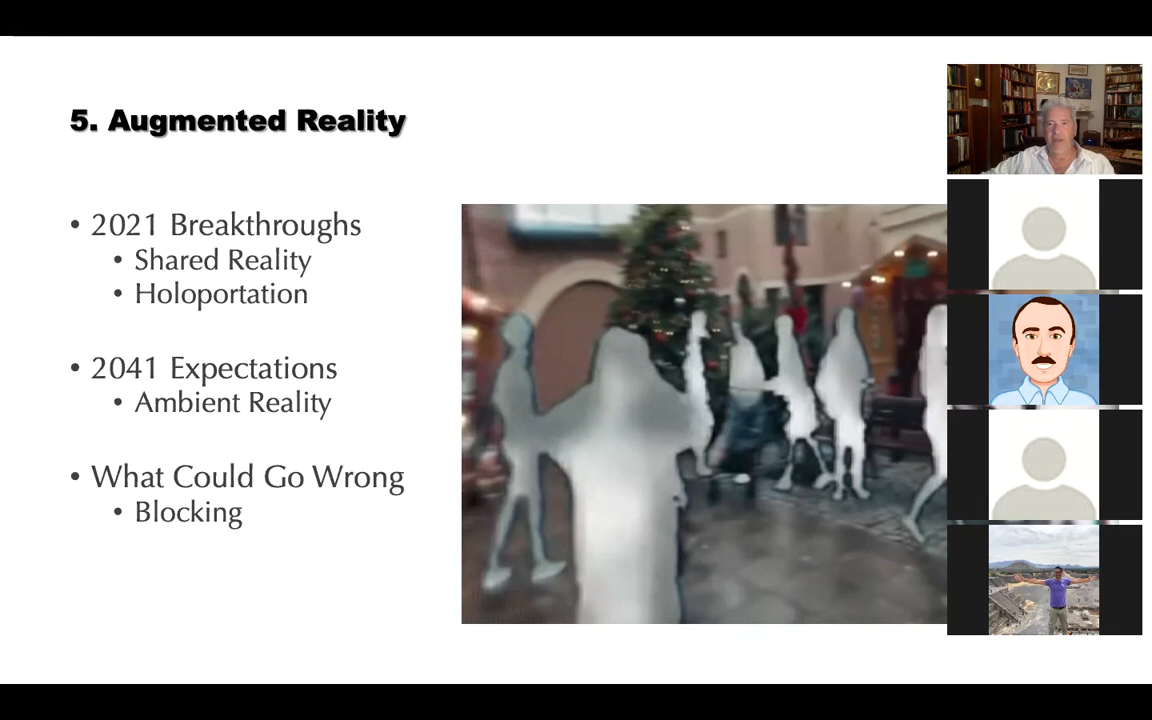 5. Augmented Reality
• 2021 Breakthroughs
• Shared Reality
• Holoportation
• 2041 Expectations
• Ambient Reality
• What Could Go Wrong
• Blocking